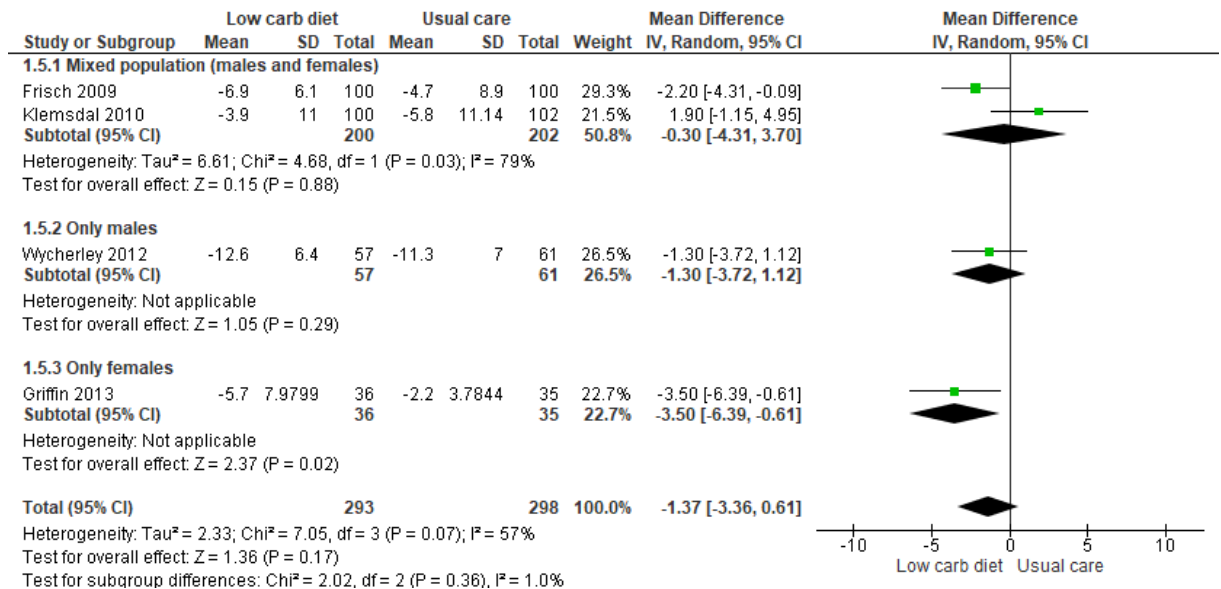 Low carb diet Usual care Mean Difference Mean Difference
Study or Subgroup Mean SD Total Mean SD Total Weight IV, Random, 95% CI IV, Random, 95% CI
1.5.1 Mixed population (males and females)
Frisch 2009 -6.9 6.1 100 -4.7 8.9 100 29.3% -2.20 [-4.31, -0.09]
Klemsdal 2010 -3.9 11 100 -5.8 11.14 102 21.5% 1.90 [-1.15, 4.95]
Subtotal (95% CI) 200 202 50.8% -0.30 [-4.31, 3.70]
Heterogeneity: Tau² = 6.61; Chi² = 4.68, df = 1 (P = 0.03); I² = 79%
Test for overall effect: Z = 0.15 (P = 0.88)
1.5.2 Only males
Wycherley 2012 -12.6 6.4 57 -11.3 7 61 26.5% -1.30 [-3.72, 1.12]
Subtotal (95% CI) 57 61 26.5% -1.30 [-3.72, 1.12]
Heterogeneity: Not applicable
Test for overall effect: Z = 1.05 (P = 0.29)
1.5.3 Only females
Griffin 2013 -5.7 7.9799 36 -2.2 3.7844 35 22.7% -3.50 [-6.39, -0.61]
Subtotal (95% CI) 36 35 22.7% -3.50 [-6.39, -0.61]
Heterogeneity: Not applicable
Test for overall effect: Z = 2.37 (P = 0.02)
Total (95% CI) 293 298 100.0% -1.37 [-3.36, 0.61]
Heterogeneity: Tau² = 2.33; Chi² = 7.05, df = 3 (P = 0.07); I² = 57%
Test for overall effect: Z = 1.36 (P = 0.17)
Test for subgroup differences: Chi² = 2.02, df = 2 (P = 0.36), I² = 1.0%
-10 -5 0 5 10
Low carb diet Usual care